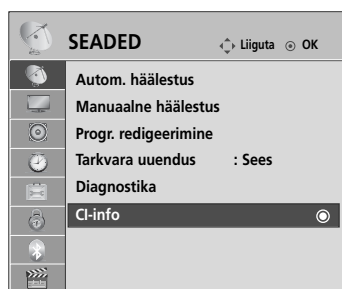 SEADED Liiguta OK
Autom. häälestus
Manuaalne häälestus
Progr. redigeerimine
Tarkvara uuendus : Sees
Diagnostika
CI-info